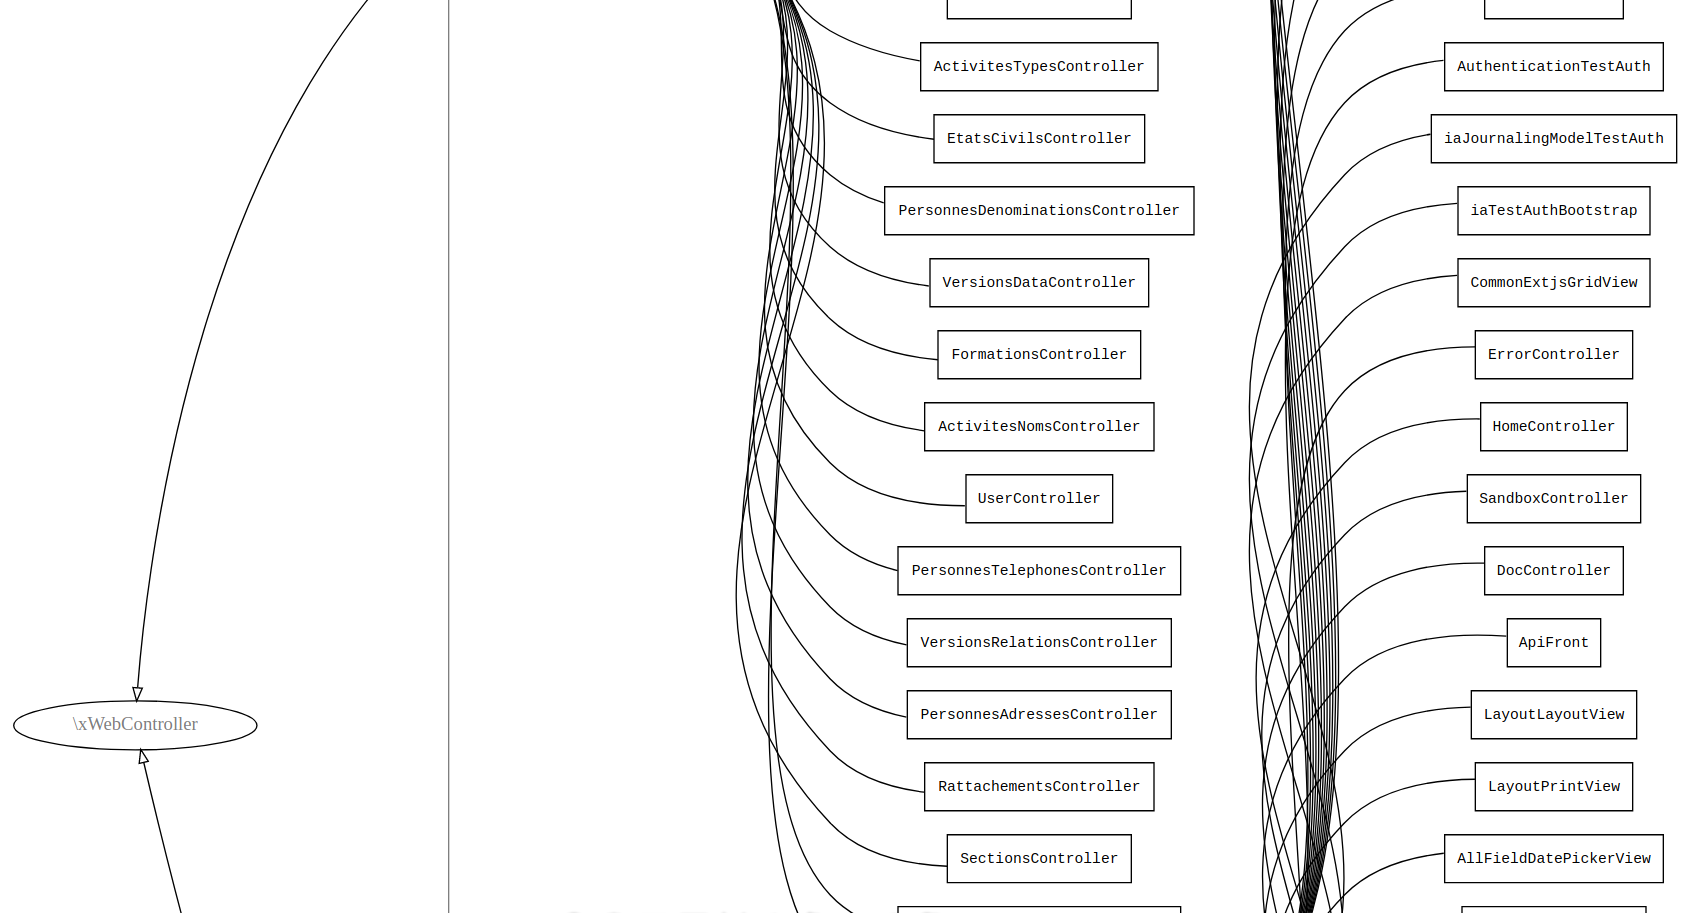 \xWebController
ActivitesTypesController
EtatsCivilsController
PersonnesDenominationsController
VersionsDataController
FormationsController
ActivitesNomsController
UserController
PersonnesTelephonesController
VersionsRelationsController
PersonnesAdressesController
RattachementsController
SectionsController
AuthenticationTestAuth
iaJournalingModelTestAuth
iaTestAuthBootstrap
CommonExtjsGridView
ErrorController
HomeController
SandboxController
DocController
ApiFront
LayoutLayoutView
LayoutPrintView
AllFieldDatePickerView